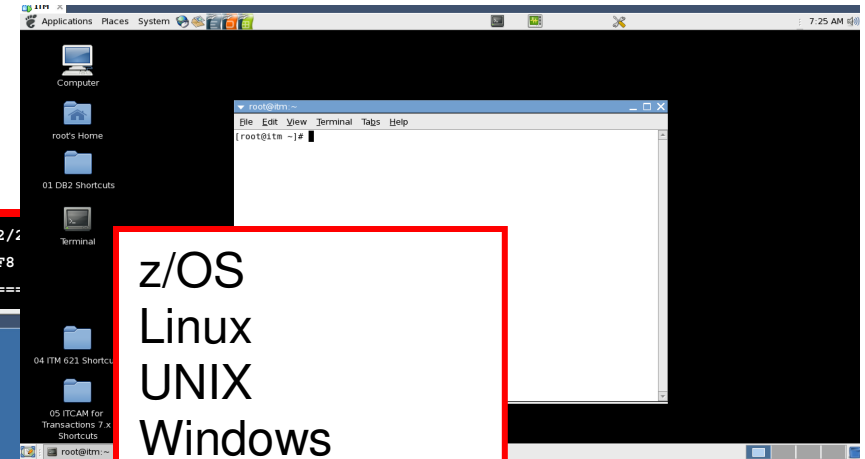 ITM ×
Applications Places System
7:25 AM
Computer
root@itm:~
File Edit View Terminal Tabs Help
[root@itm ~]#
root's Home
01 DB2 Shortcuts
Terminal
F8
z/OS
Linux
UNIX
Windows
04 ITM 621 Shortcu
05 ITCAM for
Transactions 7.x
Shortcuts
root@itm:~